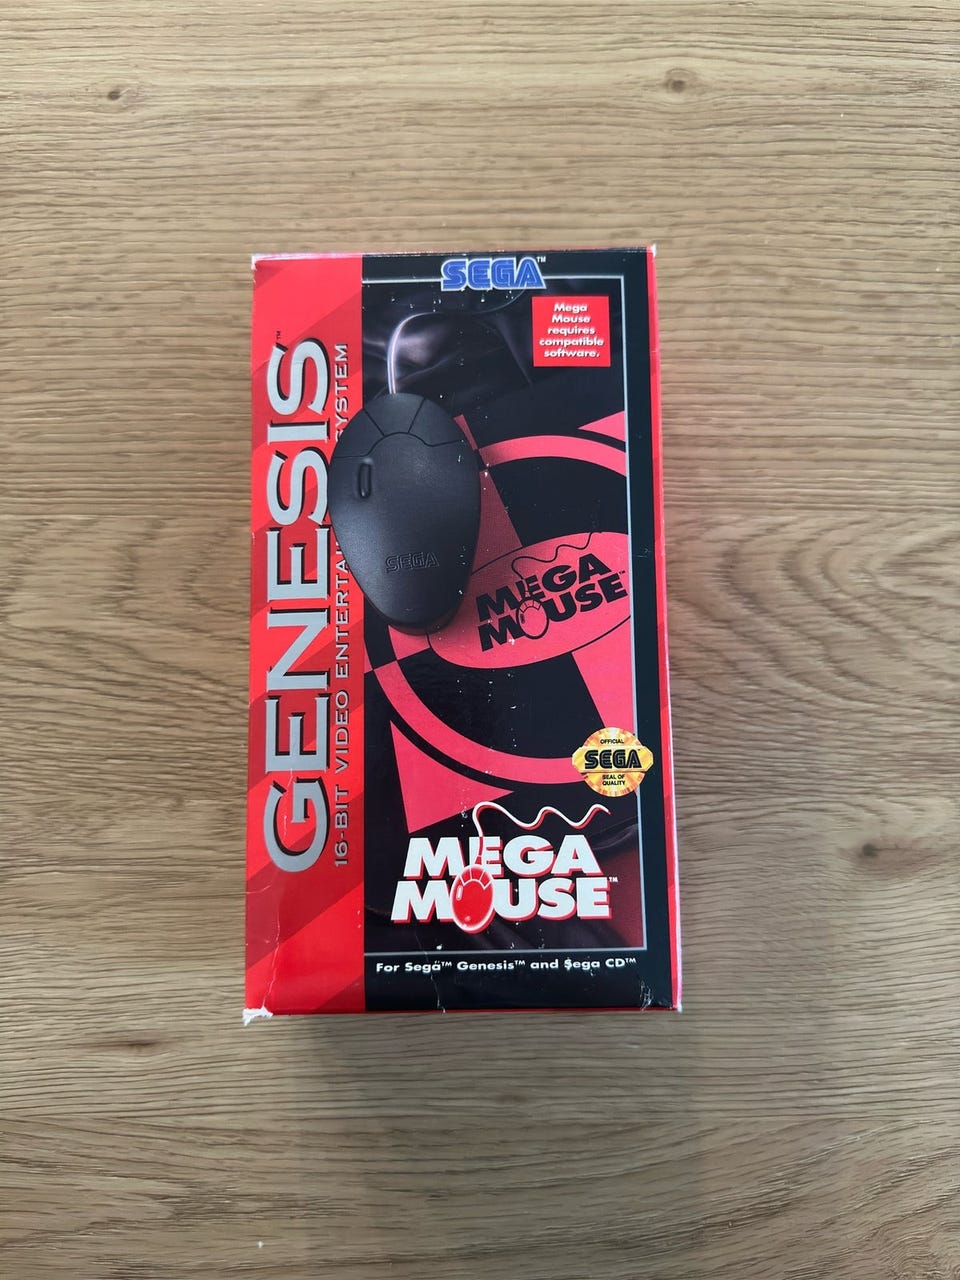 SEGA™
Mega
Mouse
requires
compatible
software.
GENESIS™
16-BIT VIDEO ENTERTAI SYSTEM
SEGA
MEGA
MOUSE™
OFFICIAL
SEGA
SEAL OF
QUALITY
MEGA
MOUSE™
For Sega™ Genesis™ and Sega CD™